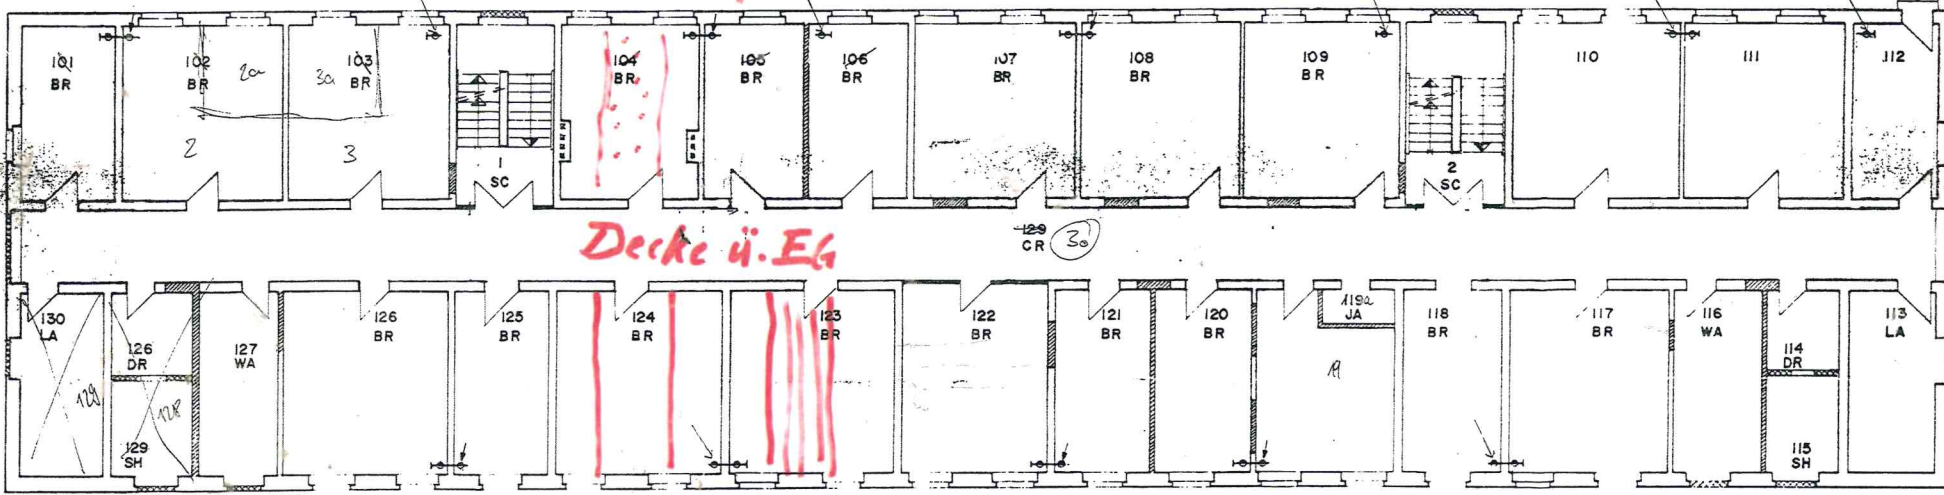 101
BR
102
BR
2a
2
3a
103
BR
3
1
SC
104
BR
105
BR
106
BR
107
BR
108
BR
109
BR
2
SC
110
111
112
Decke ü. EG
129
CR
30
130
LA
129
126
DR
128
129
SH
127
WA
126
BR
125
BR
124
BR
123
BR
122
BR
121
BR
120
BR
119a
JA
19
118
BR
117
BR
116
WA
114
DR
115
SH
113
LA